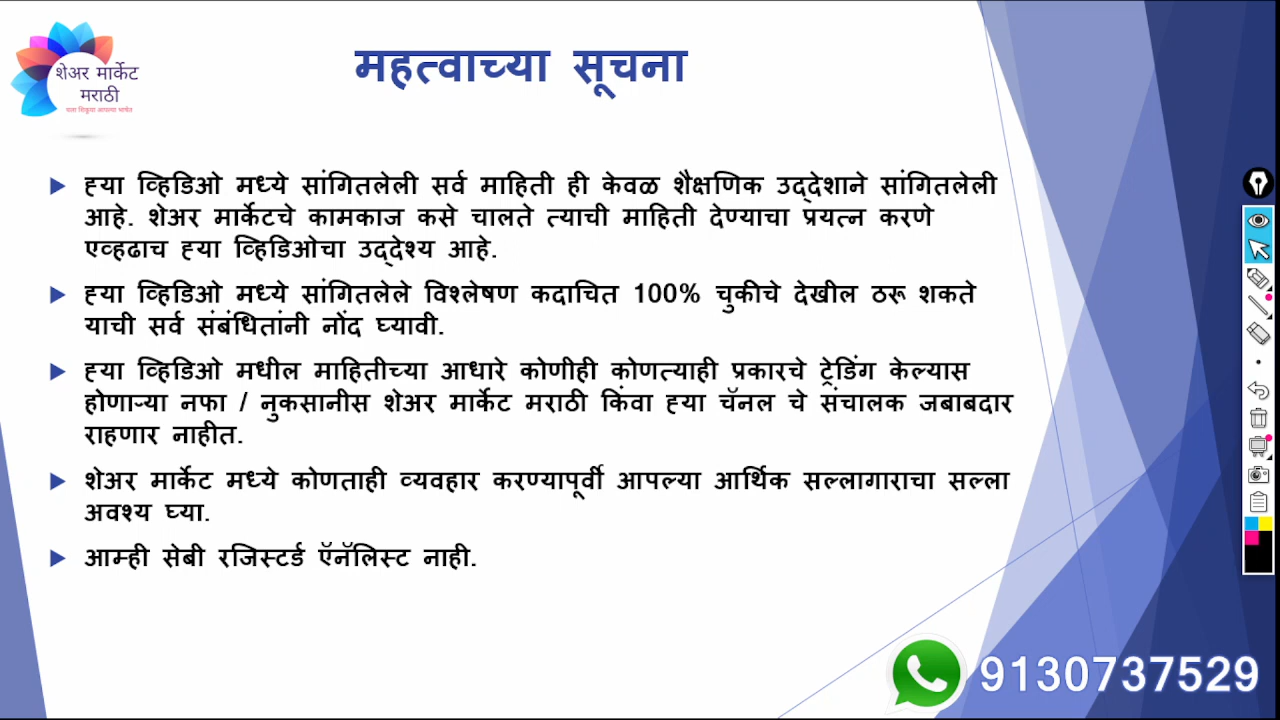 शेअर मार्केट
मराठी
चला शिकुया आपल्या भाषेत
महत्वाच्या सूचना
ह्या व्हिडिओ मध्ये सांगितलेली सर्व माहिती ही केवळ शैक्षणिक उद्देशाने सांगितलेली
आहे. शेअर मार्केटचे कामकाज कसे चालते त्याची माहिती देण्याचा प्रयत्न करणे
एव्हढाच ह्या व्हिडिओचा उद्देश्य आहे.
ह्या व्हिडिओ मध्ये सांगितलेले विश्लेषण कदाचित 100% चुकीचे देखील ठरू शकते
याची सर्व संबंधितांनी नोंद घ्यावी.
ह्या व्हिडिओ मधील माहितीच्या आधारे कोणीही कोणत्याही प्रकारचे ट्रेडिंग केल्यास
होणाऱ्या नफा / नुकसानीस शेअर मार्केट मराठी किंवा ह्या चॅनल चे संचालक जबाबदार
राहणार नाहीत.
शेअर मार्केट मध्ये कोणताही व्यवहार करण्यापूर्वी आपल्या आर्थिक सल्लागाराचा सल्ला
अवश्य घ्या.
आम्ही सेबी रजिस्टर्ड ऍनॅलिस्ट नाही.
9130737529